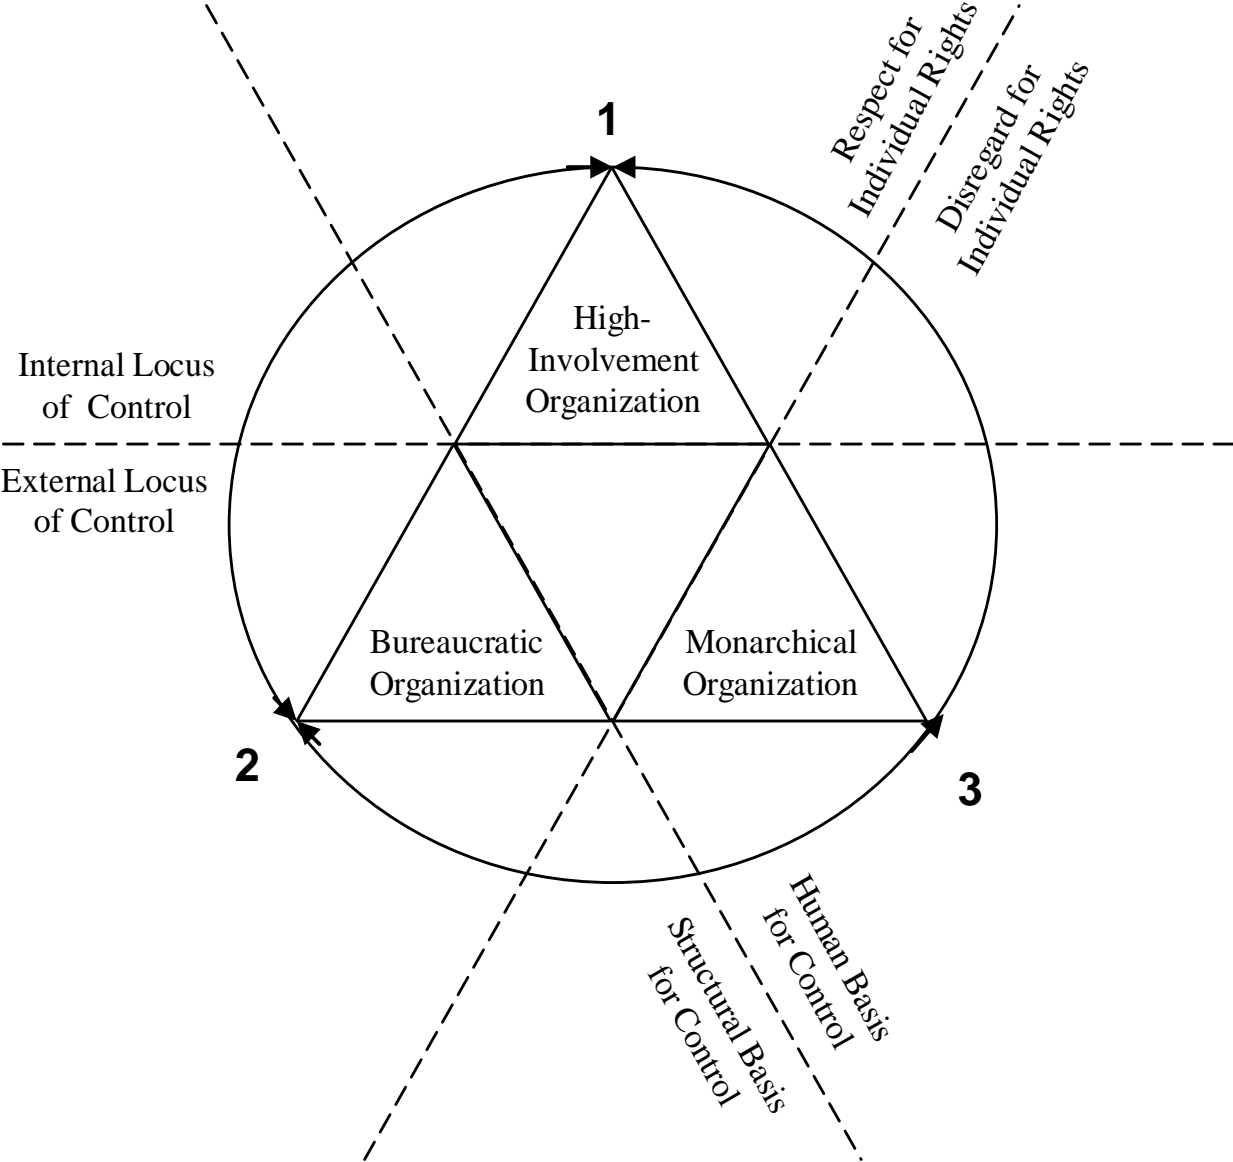 1
Respect for
Individual Rights
Disregard for
Individual Rights
High-
Involvement
Organization
Internal Locus
of Control
External Locus
of Control
Bureaucratic
Organization
Monarchical
Organization
2
3
Human Basis
for Control
Structural Basis
for Control